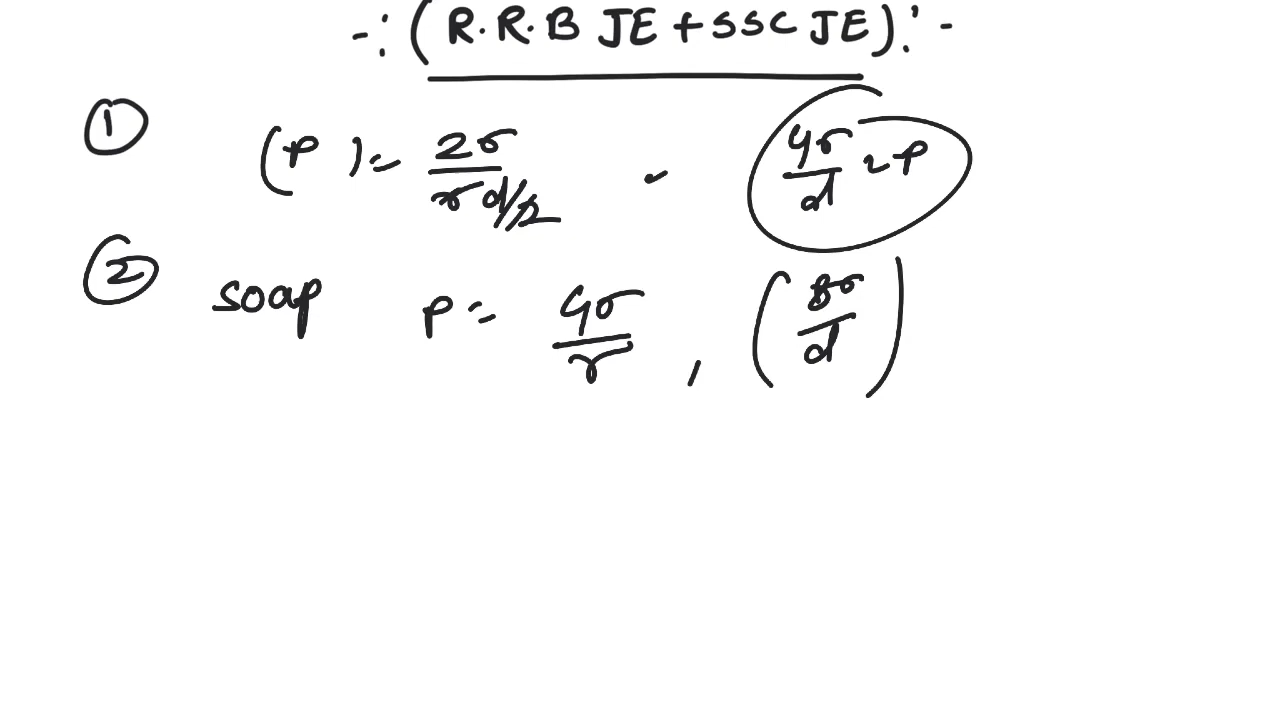 -:(R.R.B JE+SSC JE):-
① (P) = 2σ/r d/2 - 4σ/d = P
② soap P = 4σ/r , (8σ/d)